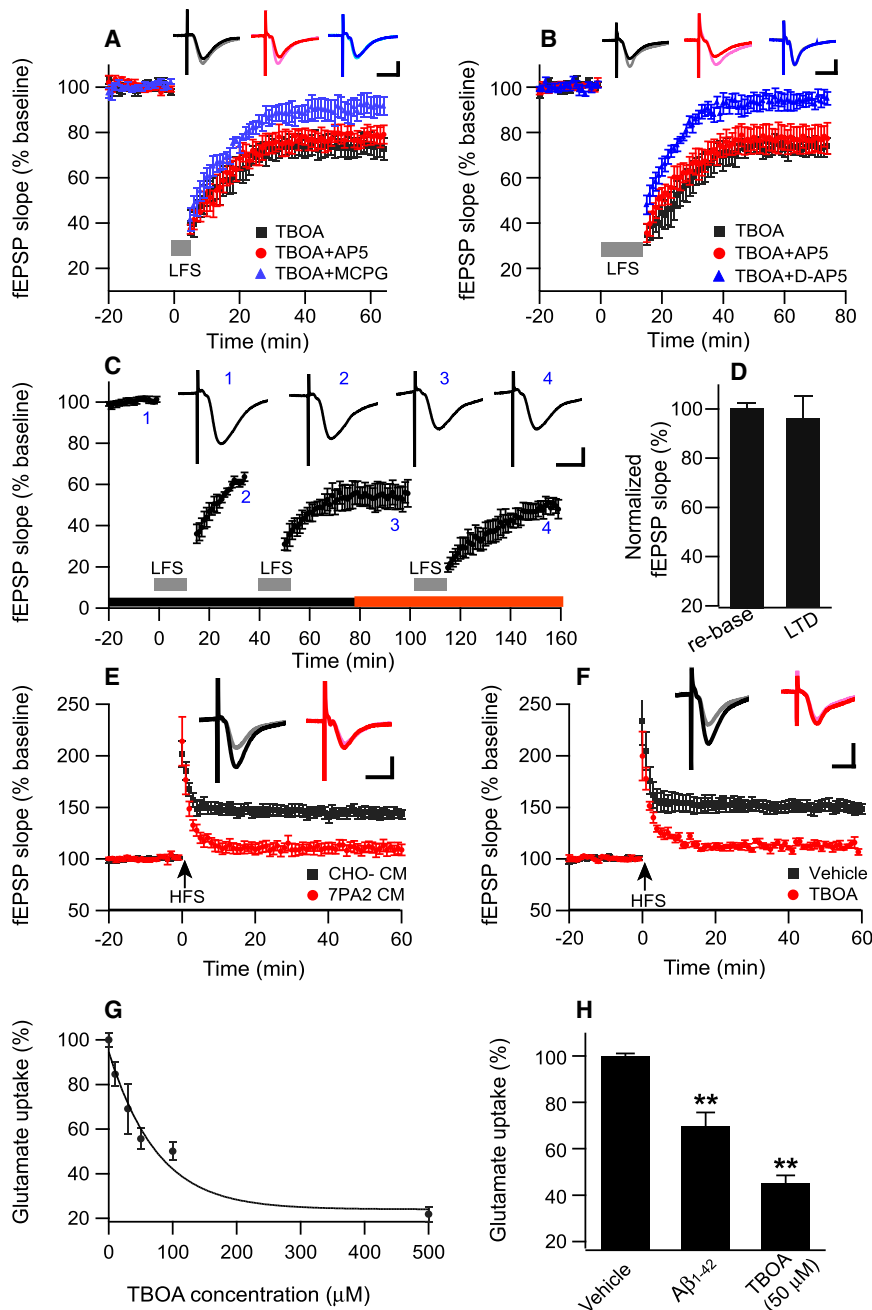 A
fEPSP slope (% baseline)
100
80
60
40
20
LFS
TBOA
TBOA+AP5
TBOA+MCPG
-20 0 20 40 60
Time (min)
B
fEPSP slope (% baseline)
100
80
60
40
20
LFS
TBOA
TBOA+AP5
TBOA+D-AP5
-20 0 20 40 60 80
Time (min)
C
fEPSP slope (% baseline)
100
80
60
40
20
0
1 2 3 4
1
2
3
4
LFS LFS LFS
-20 0 20 40 60 80 100 120 140 160
Time (min)
D
Normalized
fEPSP slope (%)
100
80
60
40
20
re-base LTD
E
fEPSP slope (% baseline)
250
200
150
100
50
HFS
CHO- CM
7PA2 CM
-20 0 20 40 60
Time (min)
F
fEPSP slope (% baseline)
250
200
150
100
50
HFS
Vehicle
TBOA
-20 0 20 40 60
Time (min)
G
Glutamate uptake (%)
100
80
60
40
20
0 100 200 300 400 500
TBOA concentration (μM)
H
Glutamate uptake (%)
100
80
60
40
20
**
**
Vehicle
Aβ1-42
TBOA
(50 μM)